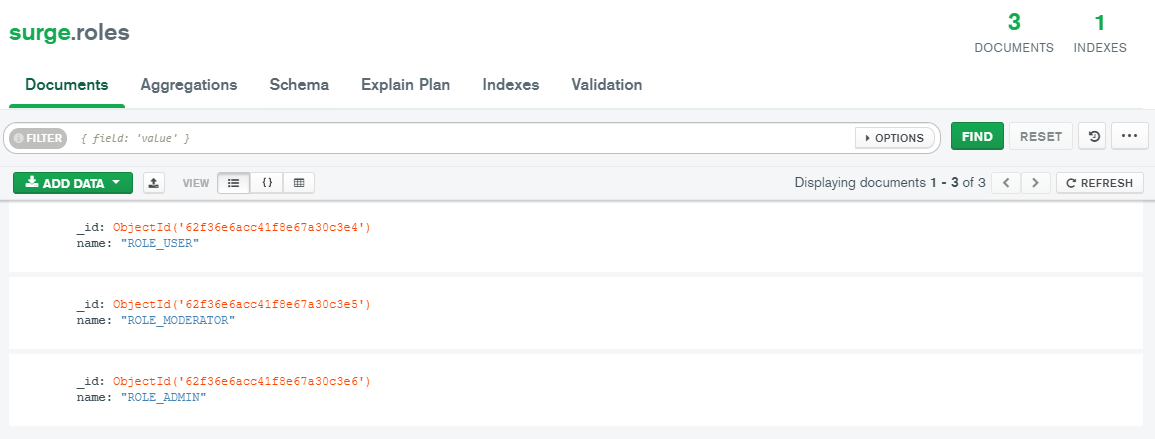 surge.roles
3
DOCUMENTS
1
INDEXES
Documents Aggregations Schema Explain Plan Indexes Validation
FILTER { field: 'value' } OPTIONS FIND RESET
ADD DATA VIEW {} Displaying documents 1 - 3 of 3 REFRESH
_id: ObjectId('62f36e6acc41f8e67a30c3e4')
name: "ROLE_USER"
_id: ObjectId('62f36e6acc41f8e67a30c3e5')
name: "ROLE_MODERATOR"
_id: ObjectId('62f36e6acc41f8e67a30c3e6')
name: "ROLE_ADMIN"